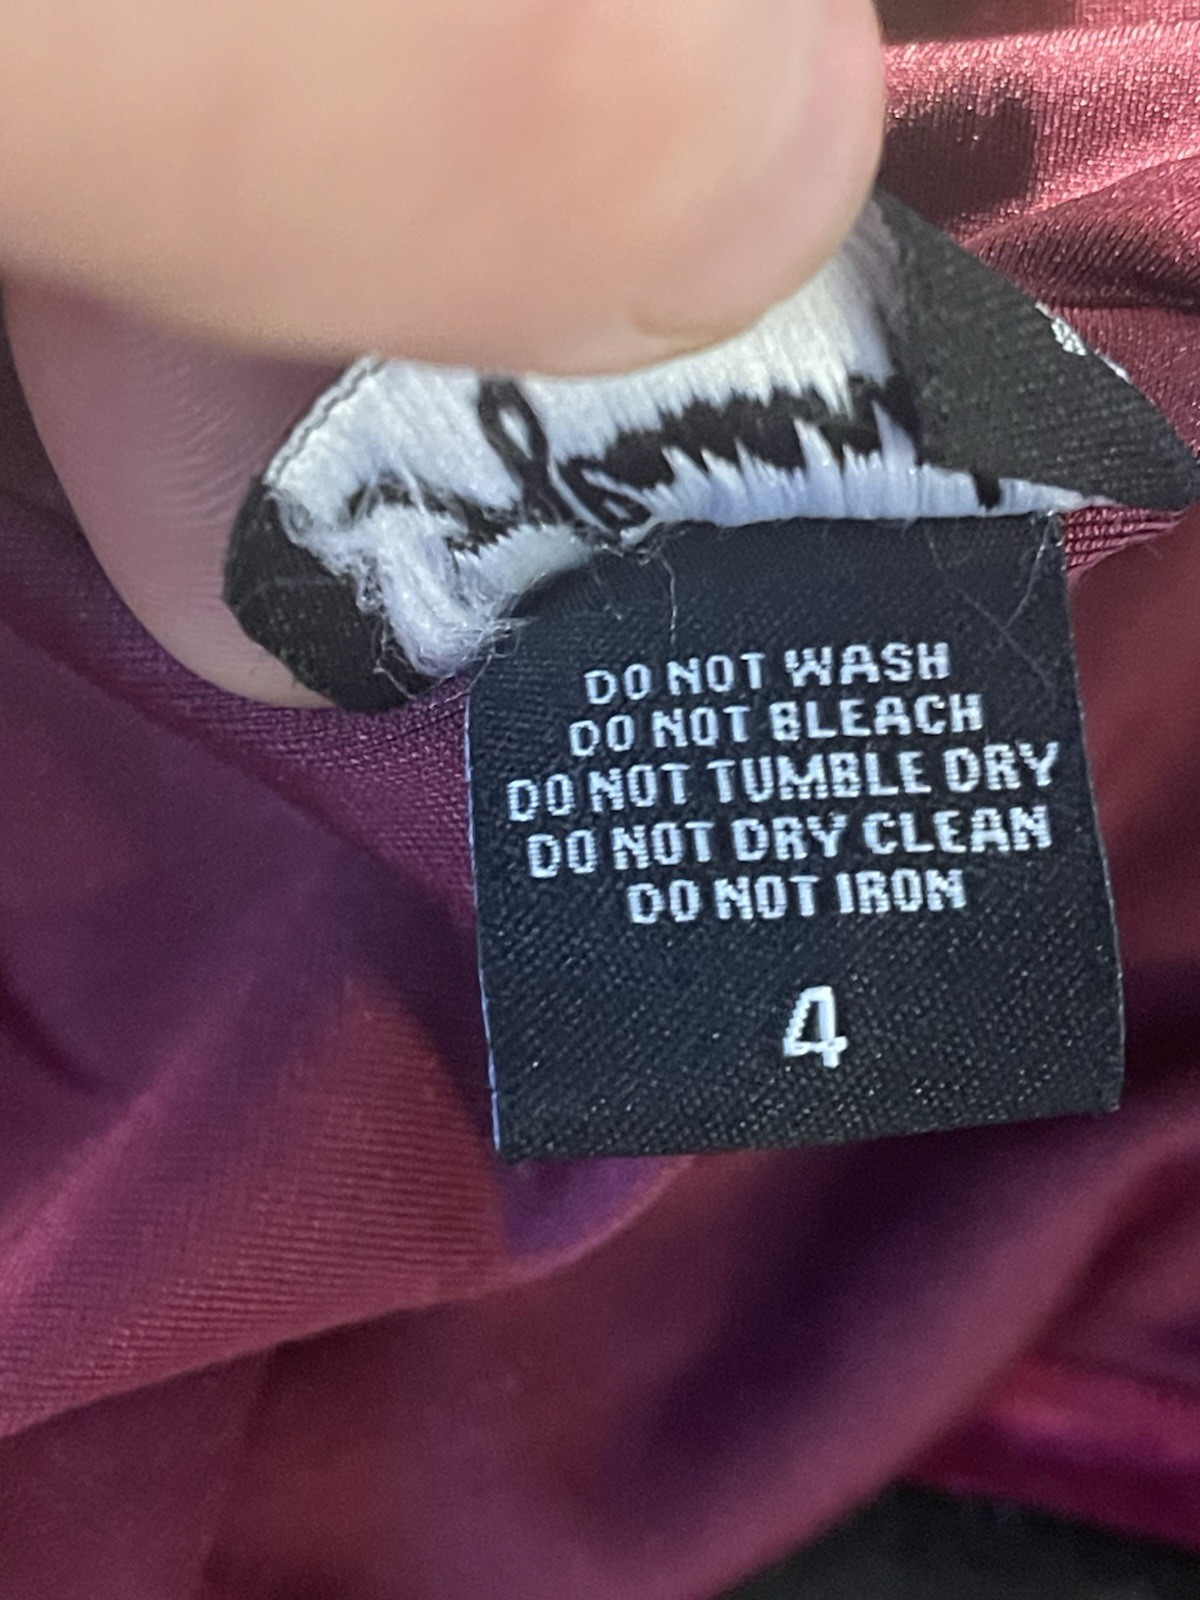 DO NOT WASH
DO NOT BLEACH
DO NOT TUMBLE DRY
DO NOT DRY CLEAN
DO NOT IRON
4